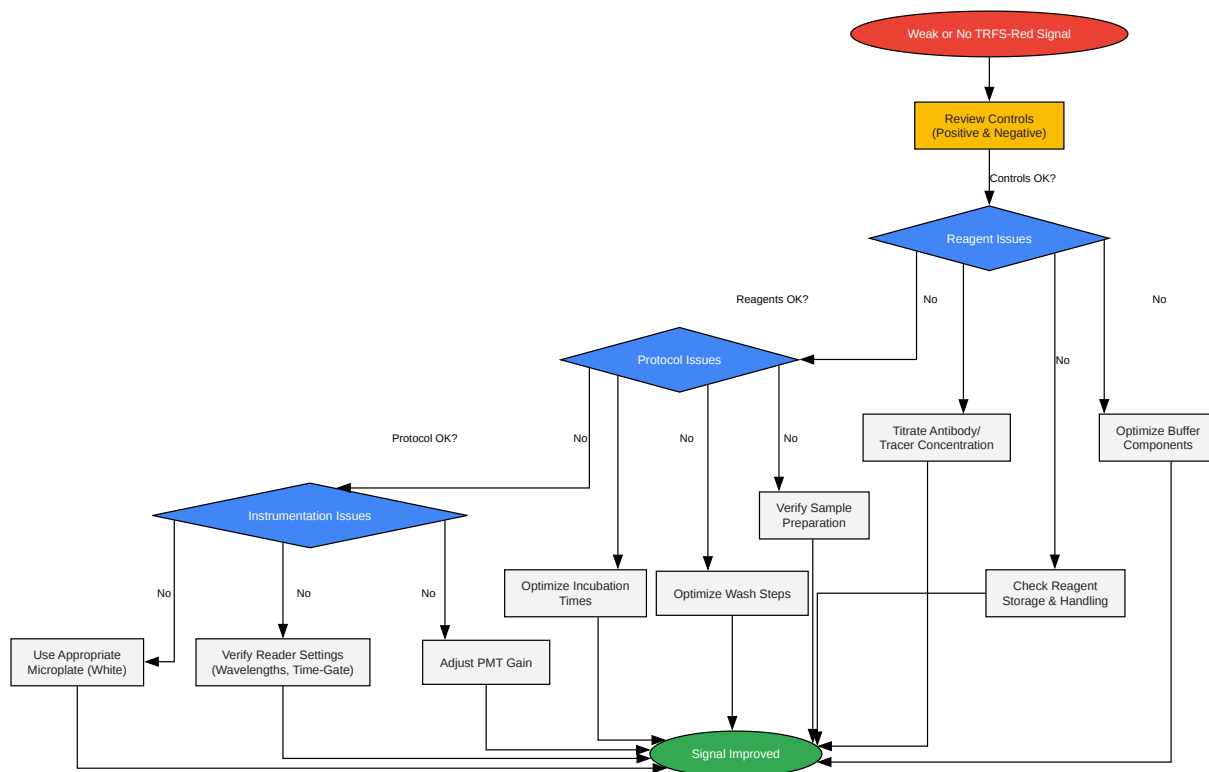 Weak or No TRFS-Red Signal
Review Controls
(Positive & Negative)
Controls OK?
Reagent Issues
Reagents OK?
No
No
Protocol Issues
No
Titrate Antibody/
Tracer Concentration
Optimize Buffer
Components
Protocol OK?
No
No
No
Verify Sample
Preparation
Instrumentation Issues
Optimize Incubation
Times
Optimize Wash Steps
Check Reagent
Storage & Handling
No
No
No
Use Appropriate
Microplate (White)
Verify Reader Settings
(Wavelengths, Time-Gate)
Adjust PMT Gain
Signal Improved